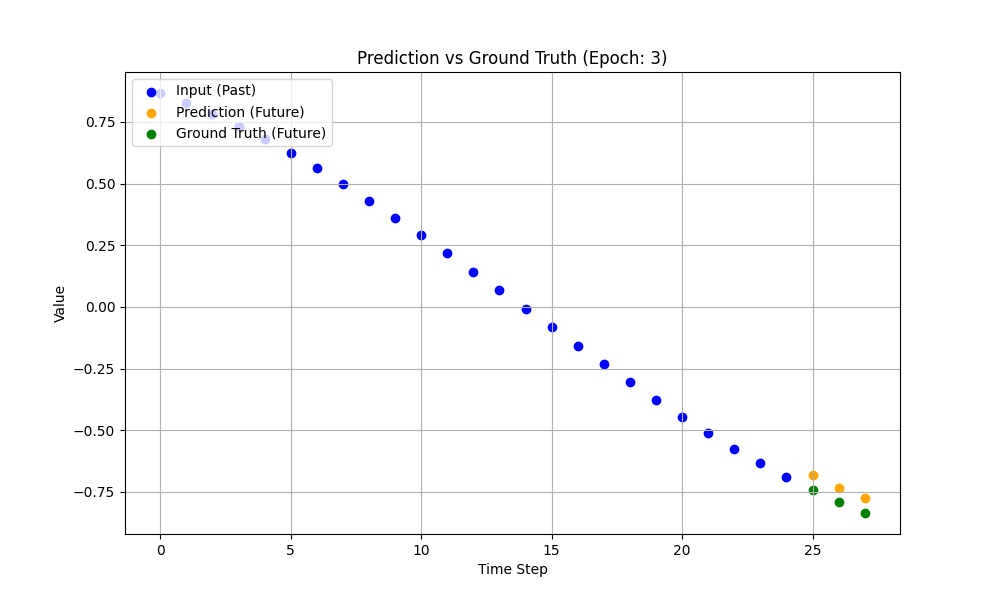 Prediction vs Ground Truth (Epoch: 3)
Input (Past)
Prediction (Future)
Ground Truth (Future)
0.75
0.50
0.25
0.00
−0.25
−0.50
−0.75
Value
0 5 10 15 20 25
Time Step